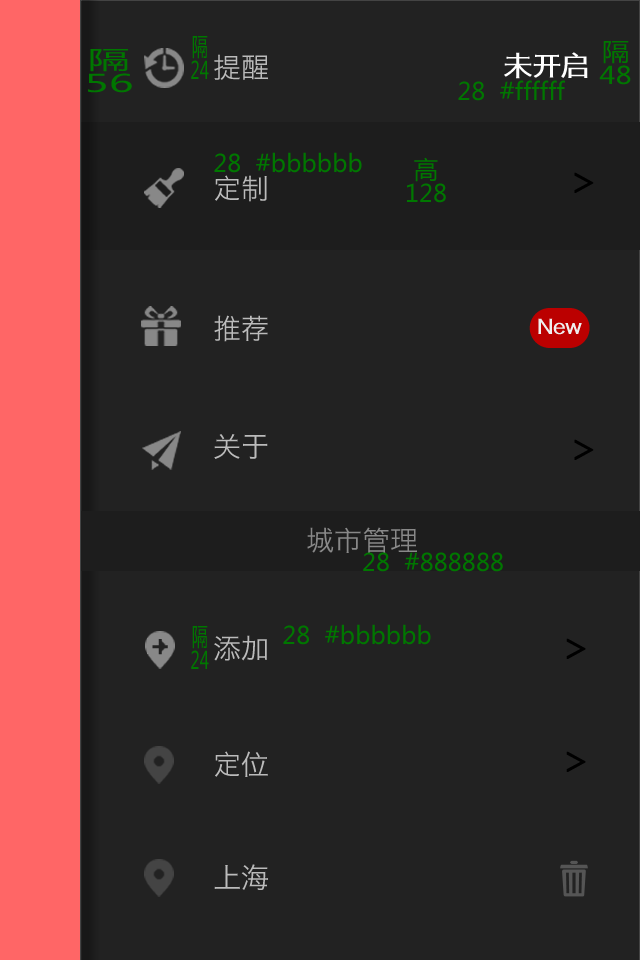 隔
56
隔
24
提醒
未开启
隔
48
28 #ffffff
28 #bbbbbb
定制
高
128
>
推荐
New
关于
>
城市管理
28 #888888
隔
24
添加
28 #bbbbbb
>
定位
>
上海